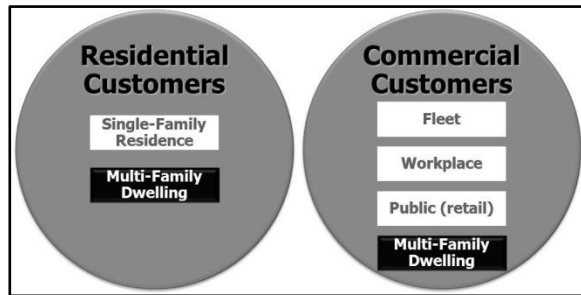 Residential
Customers
Single-Family
Residence
Multi-Family
Dwelling
Commercial
Customers
Fleet
Workplace
Public (retail)
Multi-Family
Dwelling